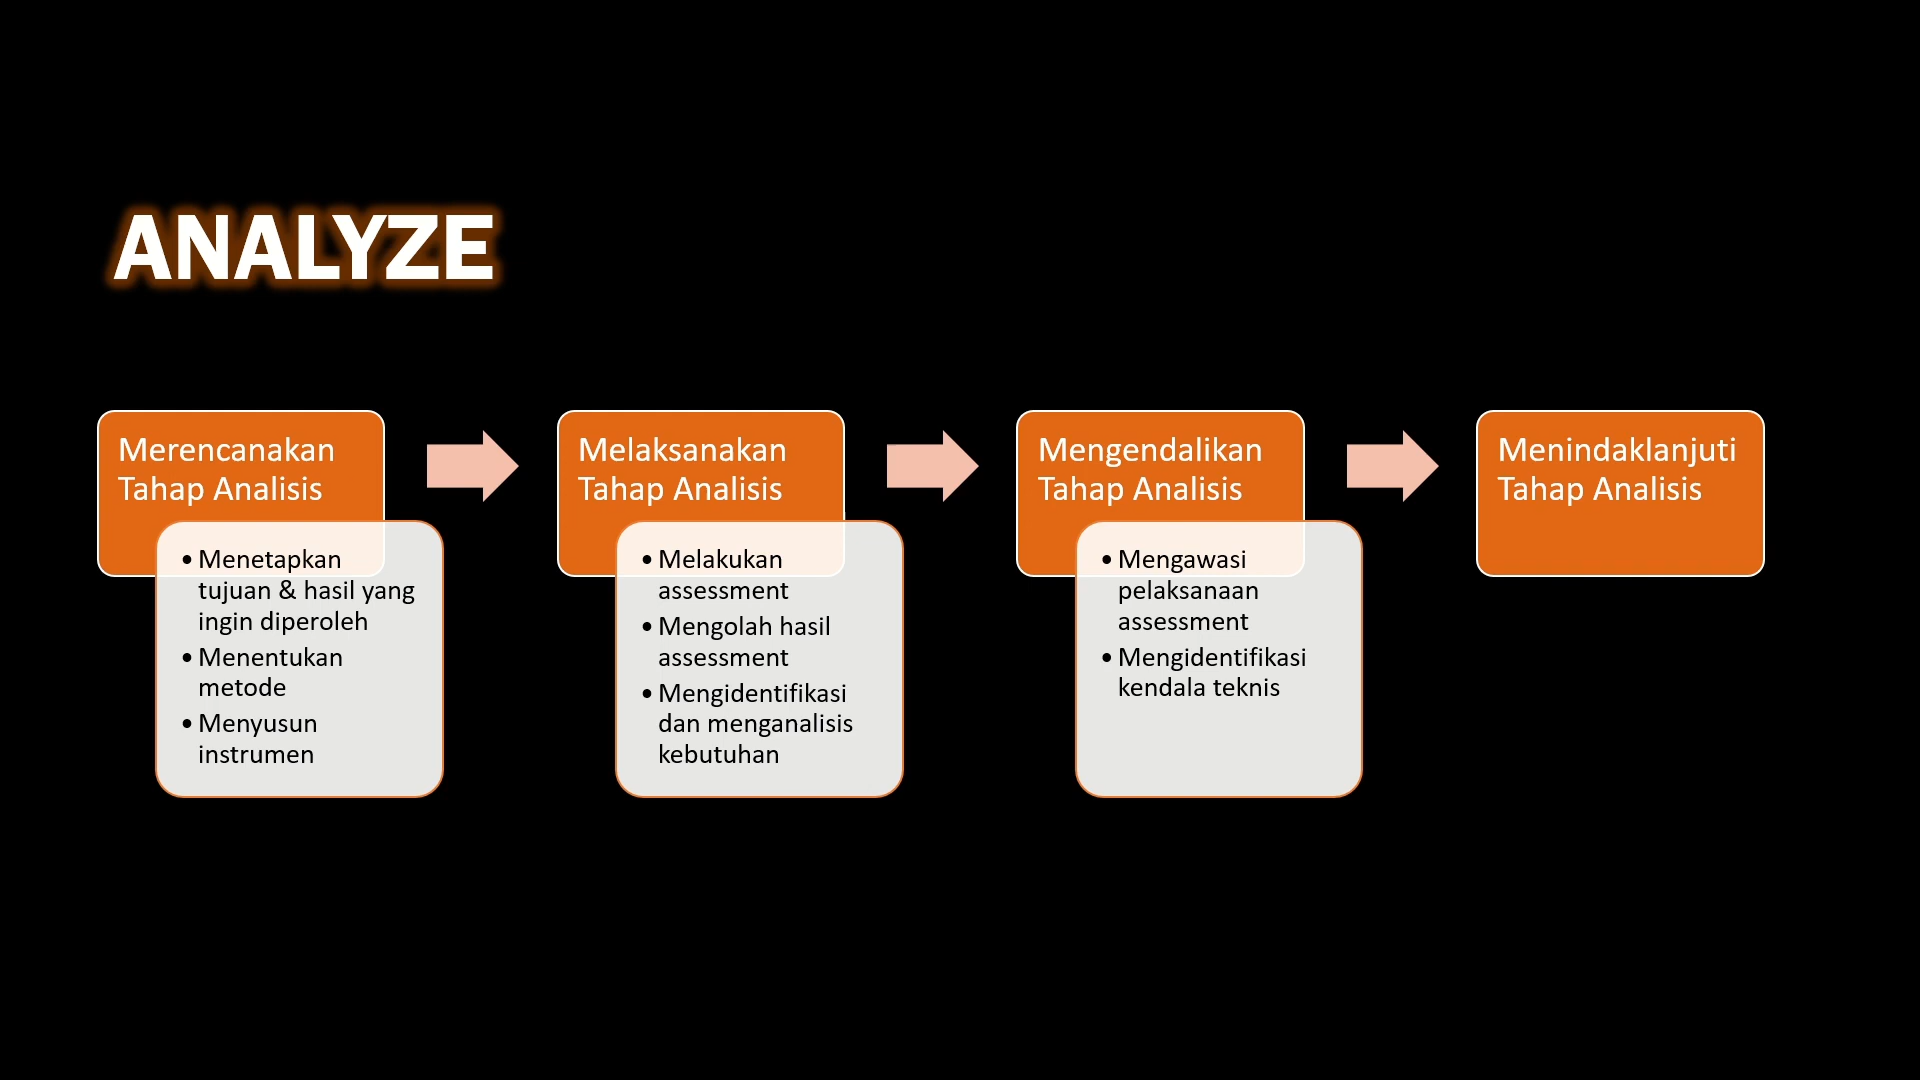 ANALYZE
Merencanakan
Tahap Analisis
• Menetapkan
tujuan & hasil yang
ingin diperoleh
• Menentukan
metode
• Menyusun
instrumen
Melaksanakan
Tahap Analisis
• Melakukan
assessment
• Mengolah hasil
assessment
• Mengidentifikasi
dan menganalisis
kebutuhan
Mengendalikan
Tahap Analisis
• Mengawasi
pelaksanaan
assessment
• Mengidentifikasi
kendala teknis
Menindaklanjuti
Tahap Analisis